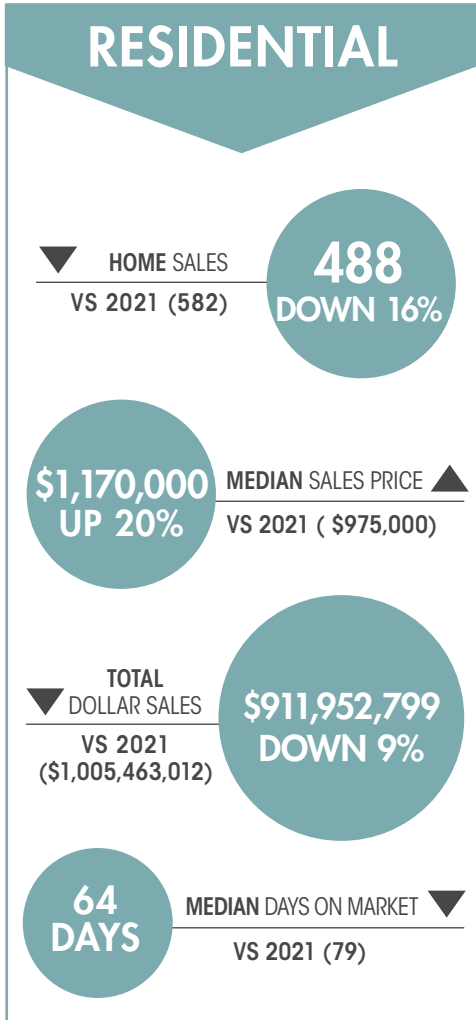 RESIDENTIAL
HOME SALES
VS 2021 (582)
488
DOWN 16%
$1,170,000
UP 20%
MEDIAN SALES PRICE
VS 2021 ( $975,000)
TOTAL
DOLLAR SALES
VS 2021
($1,005,463,012)
$911,952,799
DOWN 9%
64
DAYS
MEDIAN DAYS ON MARKET
VS 2021 (79)